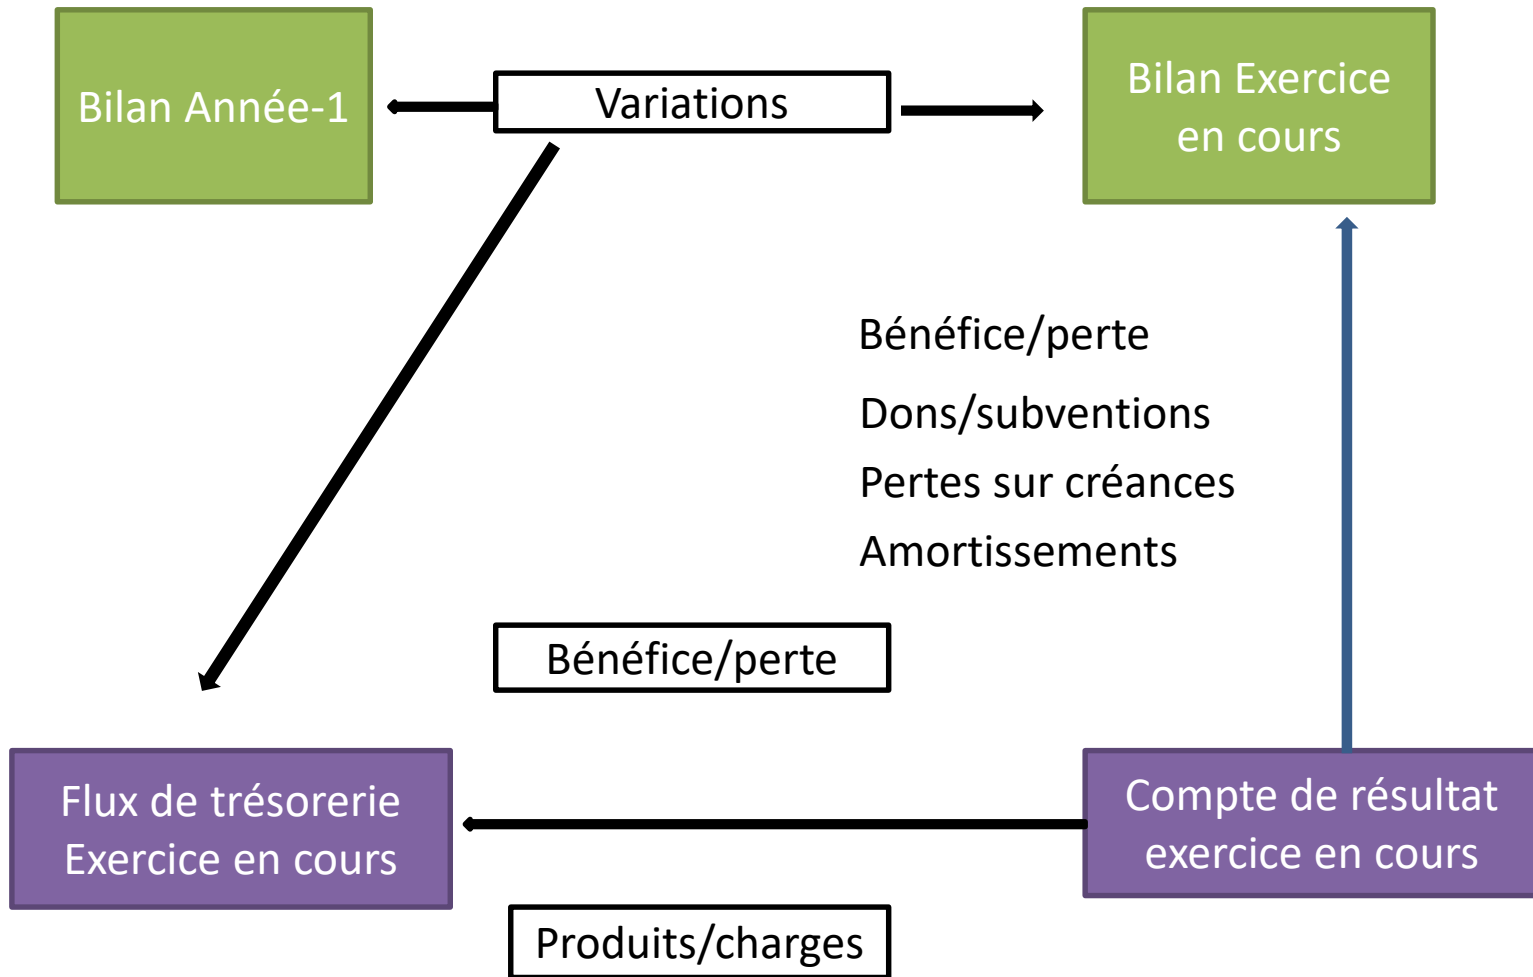 Bilan Année-1
Variations
Bilan Exercice
en cours
Bénéfice/perte
Dons/subventions
Pertes sur créances
Amortissements
Bénéfice/perte
Flux de trésorerie
Exercice en cours
Compte de résultat
exercice en cours
Produits/charges